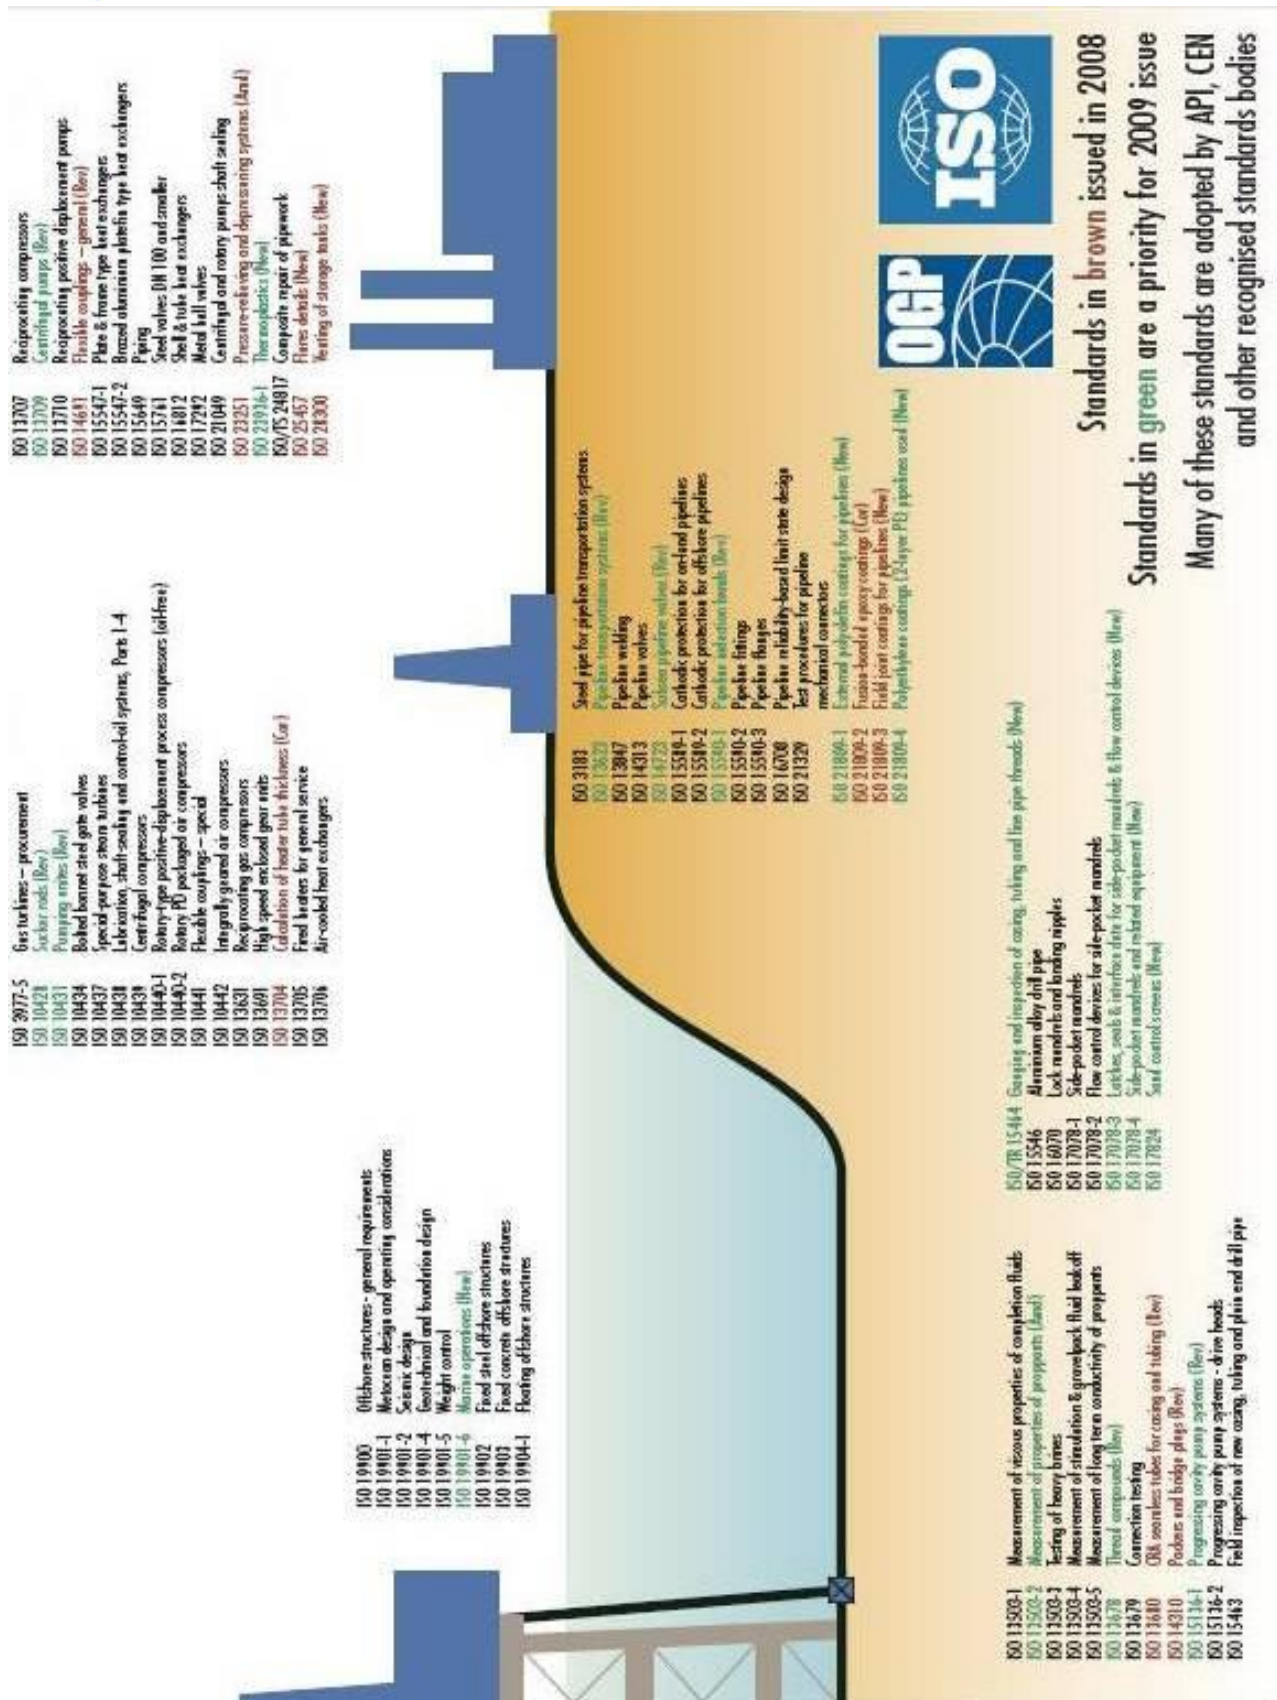 ISO 3977-5 Gas turbines – procurement
ISO 10428 Sucker rods (Rev)
ISO 10431 Pumping unites (Rev)
ISO 10434 Bolted bonnet steel gate valves
ISO 10437 Special-purpose steam turbines
ISO 10438 Lubrication, shaft-sealing and control-oil systems, Parts 1-4
ISO 10439 Centrifugal compressors
ISO 10440-1 Rotary-type positive-displacement process compressors (oil-free)
ISO 10440-2 Rotary PD packaged air compressors
ISO 10441 Flexible couplings – special
ISO 10442 Integrally geared air compressors
ISO 13631 Reciprocating gas compressors
ISO 13691 High speed enclosed gear units
ISO 13704 Calculation of heater tube thickness (Cor)
ISO 13705 Fired heaters for general service
ISO 13706 Air-cooled heat exchangers
ISO 13707 Reciprocating compressors
ISO 13709 Centrifugal pumps (Rev)
ISO 13710 Reciprocating positive displacement pumps
ISO 14691 Flexible couplings – general (Rev)
ISO 15547-1 Plate & frame type heat exchangers
ISO 15547-2 Brazed aluminium platefin type heat exchangers
ISO 15649 Piping
ISO 15761 Steel valves DN 100 and smaller
ISO 16812 Shell & tube heat exchangers
ISO 17292 Metal ball valves
ISO 21049 Centrifugal and rotary pumps shaft sealing
ISO 23251 Pressure-relieving and depressuring systems (Amd)
ISO 23936-1 Thermoplastics (New)
ISO/TS 24817 Composite repair of pipework
ISO 25457 Flares details (New)
ISO 28300 Venting of storage tanks (New)
ISO 19900 Offshore structures - general requirements
ISO 19901-1 Metocean design and operating considerations
ISO 19901-2 Seismic design
ISO 19901-4 Geotechnical and foundation design
ISO 19901-5 Weight control
ISO 19901-6 Marine operations (New)
ISO 19902 Fixed steel offshore structures
ISO 19903 Fixed concrete offshore structures
ISO 19904-1 Floating offshore structures
ISO 3183 Steel pipe for pipeline transportation systems
ISO 13623 Pipeline transportation systems (Rev)
ISO 13847 Pipeline welding
ISO 14313 Pipeline valves
ISO 14723 Subsea pipeline valves (Rev)
ISO 15589-1 Cathodic protection for on-land pipelines
ISO 15589-2 Cathodic protection for offshore pipelines
ISO 15590-1 Pipeline induction bends (Rev)
ISO 15590-2 Pipeline fittings
ISO 15590-3 Pipeline flanges
ISO 16708 Pipeline reliability-based limit state design
ISO 21329 Test procedures for pipeline
mechanical connectors
ISO 21809-1 External polyolefin coatings for pipelines (New)
ISO 21809-2 Fusion-bonded epoxy coatings (Cor)
ISO 21809-3 Field joint coatings for pipelines (New)
ISO 21809-4 Polyethylene coatings (2-layer PE) pipelines used (New)
OGP
ISO
ISO 13503-1 Measurement of viscous properties of completion fluids
ISO 13503-2 Measurement of properties of proppants (Amd)
ISO 13503-3 Testing of heavy brines
ISO 13503-4 Measurement of stimulation & gravelpack fluid leakoff
ISO 13503-5 Measurement of long term conductivity of proppants
ISO 13678 Thread compounds (Rev)
ISO 13679 Connection testing
ISO 13680 CRA seamless tubes for casing and tubing (Rev)
ISO 14310 Packers and bridge plugs (Rev)
ISO 15136-1 Progressing cavity pump systems (Rev)
ISO 15136-2 Progressing cavity pump systems - drive heads
ISO 15463 Field inspection of new casing, tubing and plain end drill pipe
ISO/TR 15464 Gauging and inspection of casing, tubing and line pipe threads (New)
ISO 15546 Aluminium alloy drill pipe
ISO 16070 Lock mandrels and landing nipples
ISO 17078-1 Side-pocket mandrels
ISO 17078-2 Flow control devices for side-pocket mandrels
ISO 17078-3 Latches, seals & interface data for side-pocket mandrels & flow control devices (New)
ISO 17078-4 Side-pocket mandrels and related equipment (New)
ISO 17824 Sand control screens (New)
Standards in brown issued in 2008
Standards in green are a priority for 2009 issue
Many of these standards are adopted by API, CEN
and other recognised standards bodies